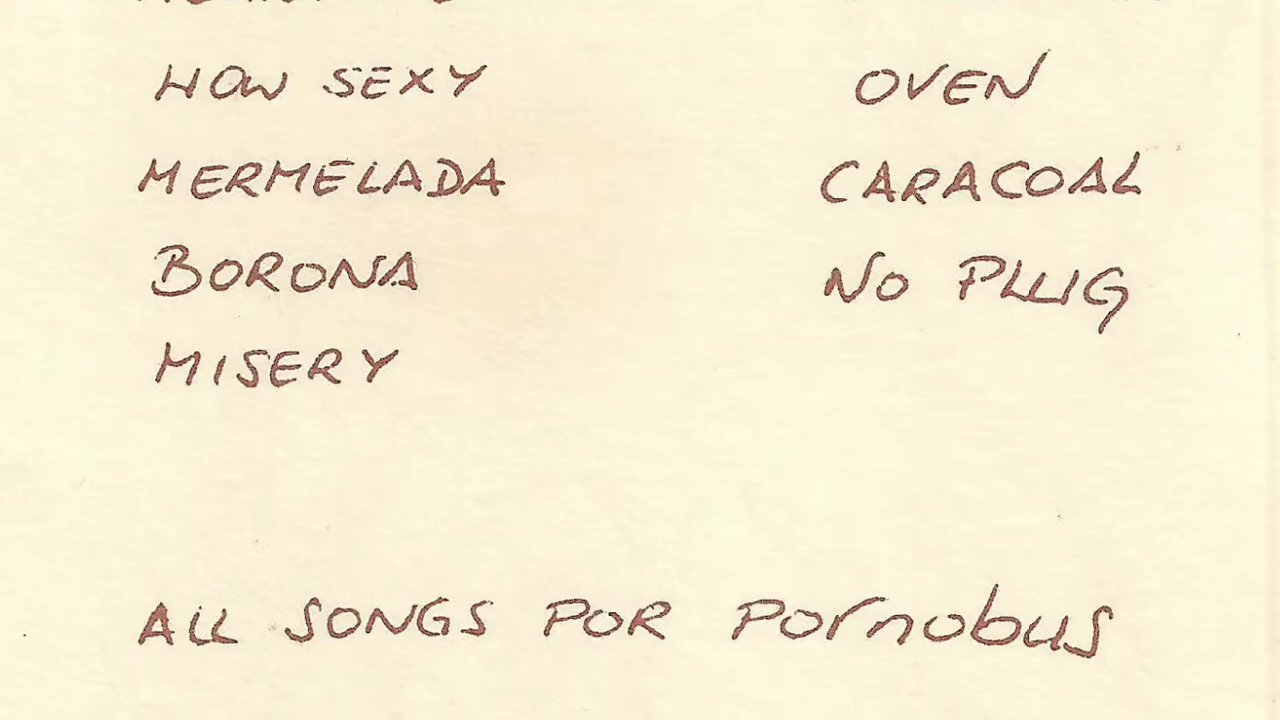 HOW SEXY
MERMELADA
BORONA
MISERY
OVEN
CARACOAL
NO PLUG
ALL SONGS POR Pornobus